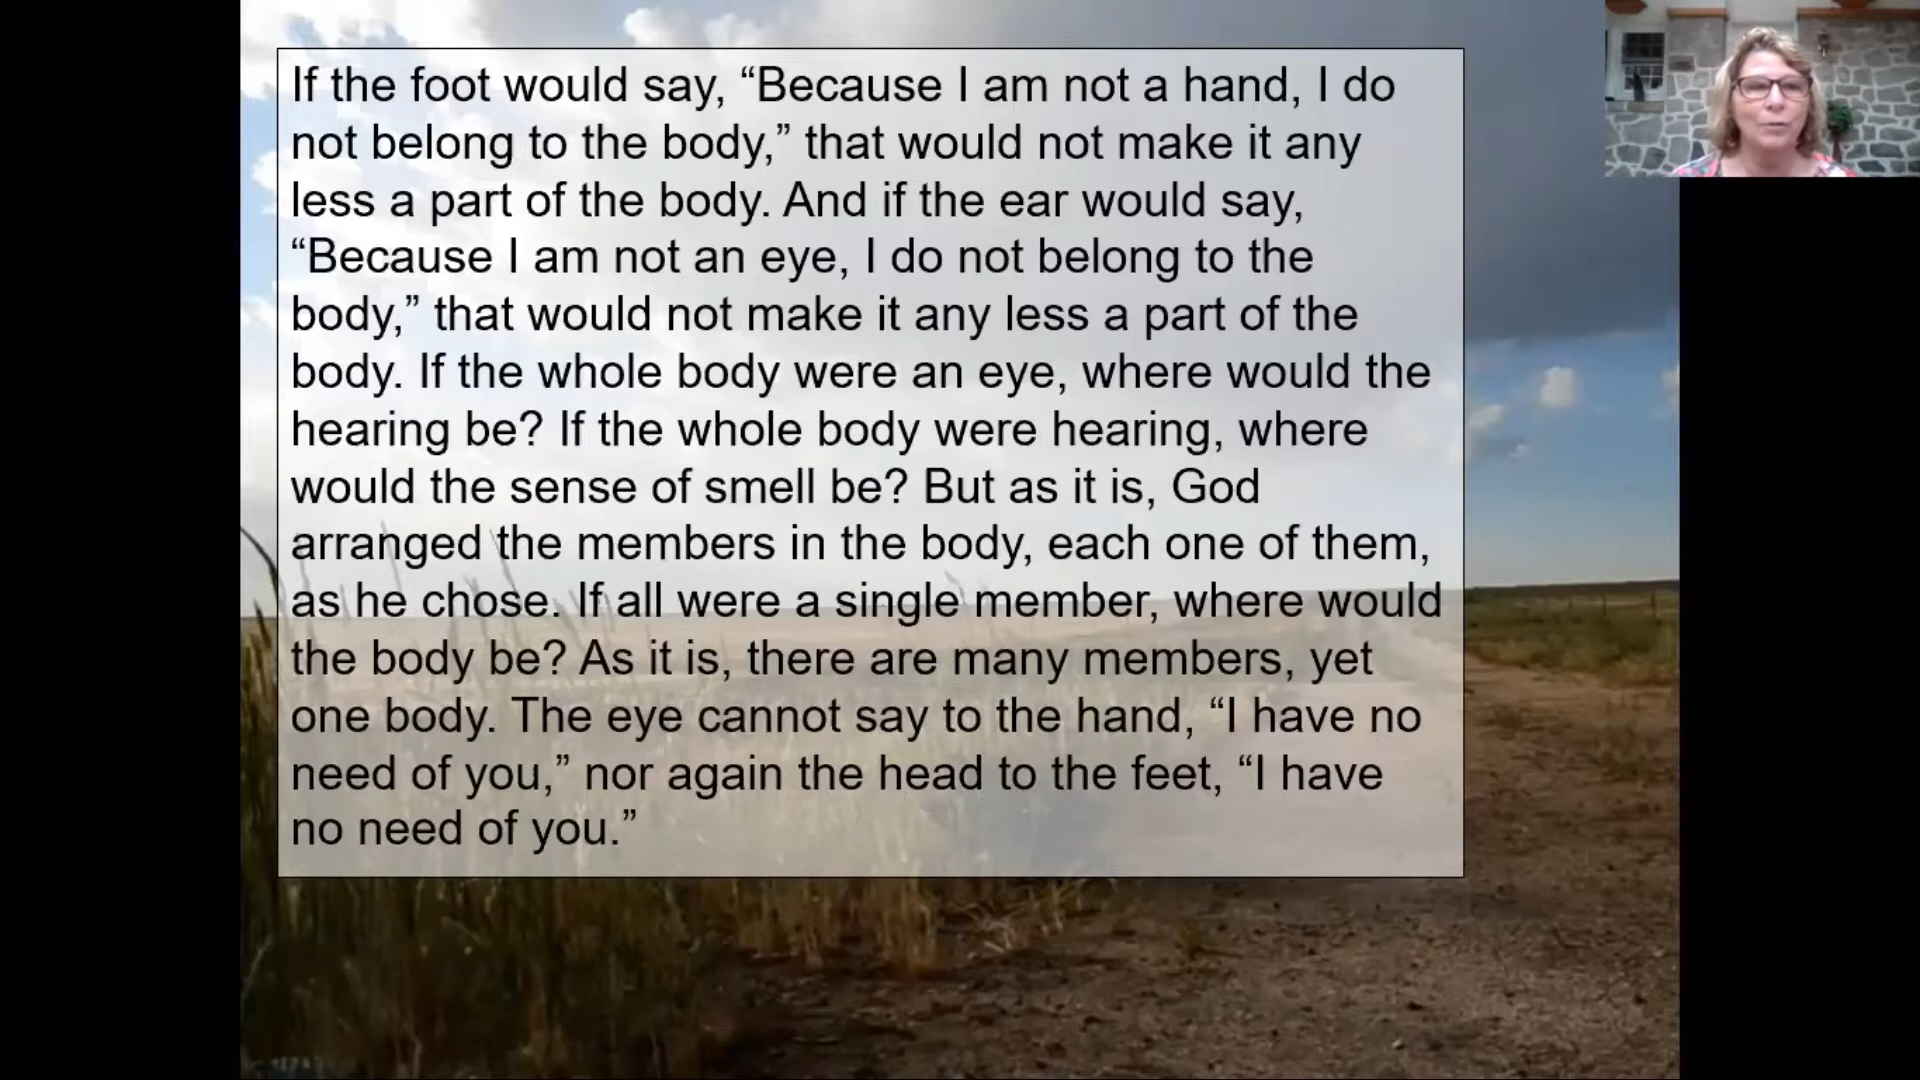 If the foot would say, “Because I am not a hand, I do
not belong to the body,” that would not make it any
less a part of the body. And if the ear would say,
“Because I am not an eye, I do not belong to the
body,” that would not make it any less a part of the
body. If the whole body were an eye, where would the
hearing be? If the whole body were hearing, where
would the sense of smell be? But as it is, God
arranged the members in the body, each one of them,
as he chose. If all were a single member, where would
the body be? As it is, there are many members, yet
one body. The eye cannot say to the hand, “I have no
need of you,” nor again the head to the feet, “I have
no need of you.”